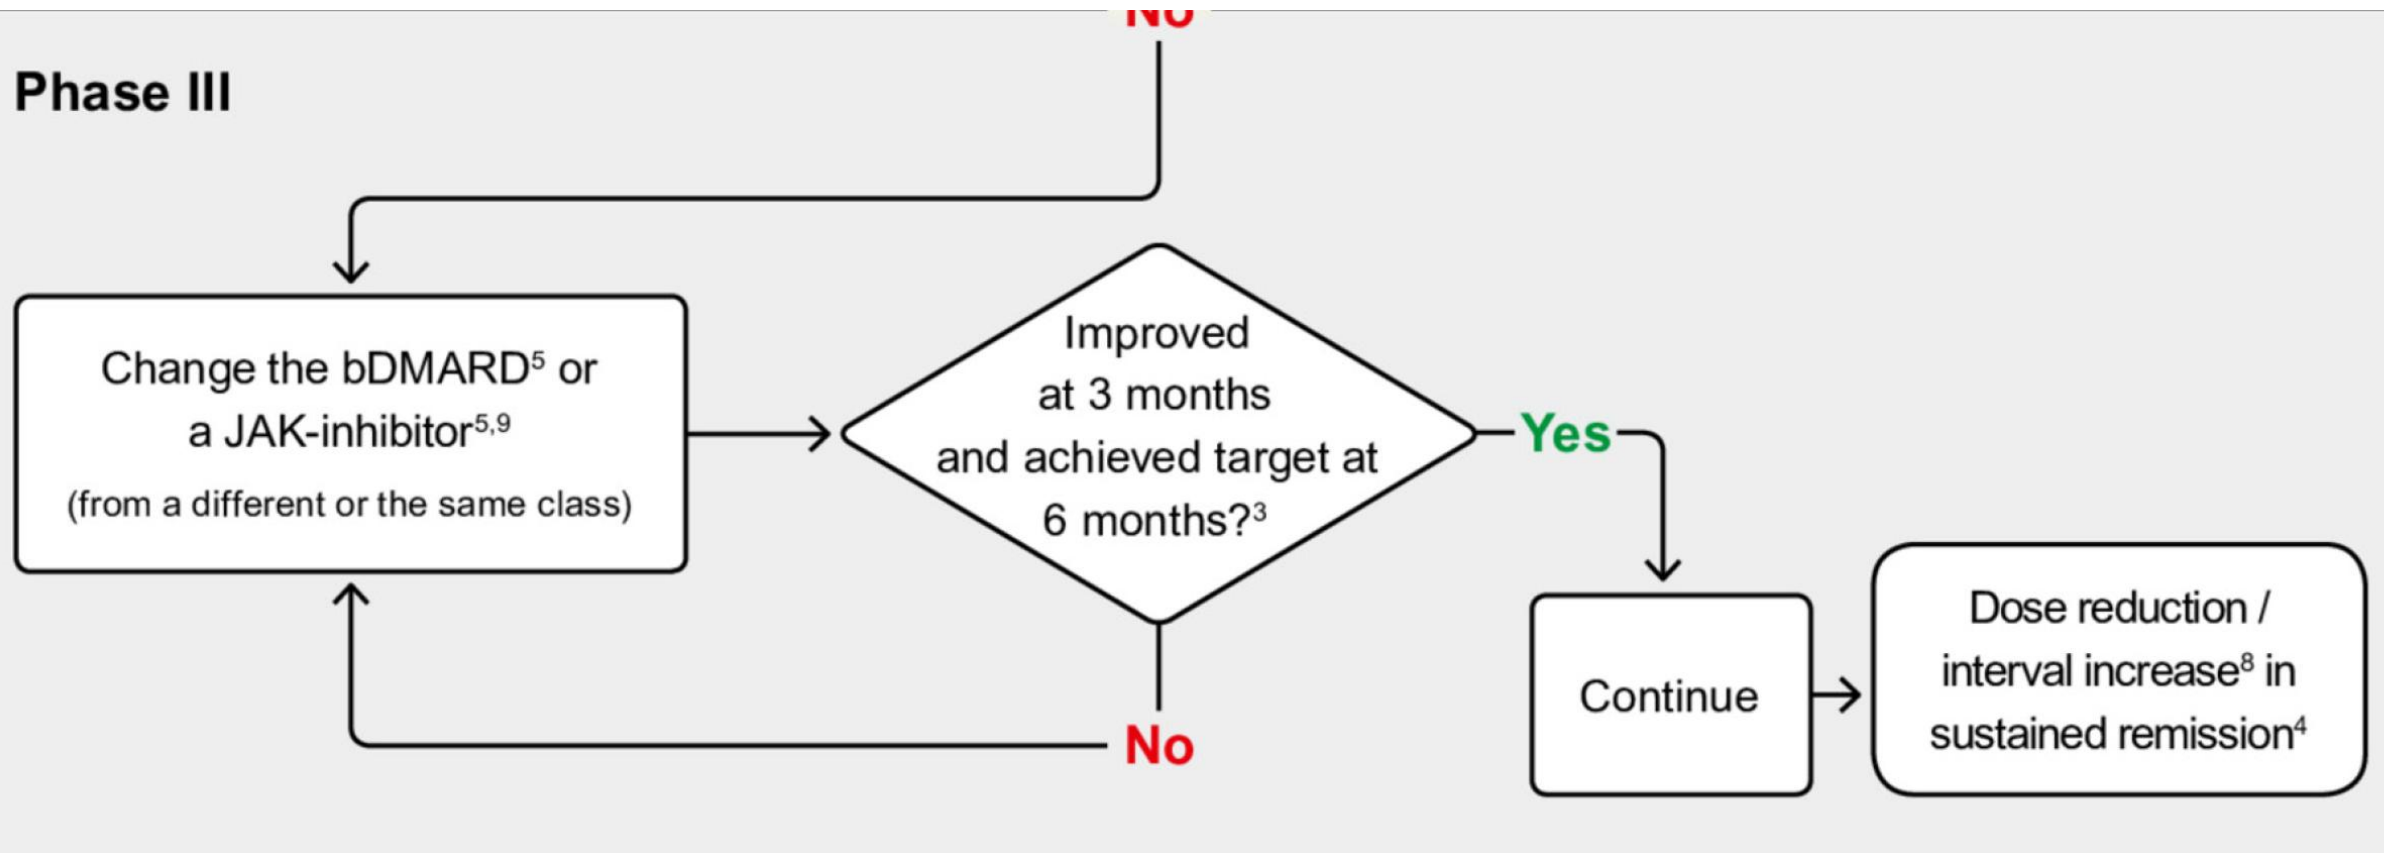 No
Phase III
Change the bDMARD⁵ or
a JAK-inhibitor⁵,⁹
(from a different or the same class)
Improved
at 3 months
and achieved target at
6 months?³
Yes
No
Continue
Dose reduction /
interval increase⁸ in
sustained remission⁴